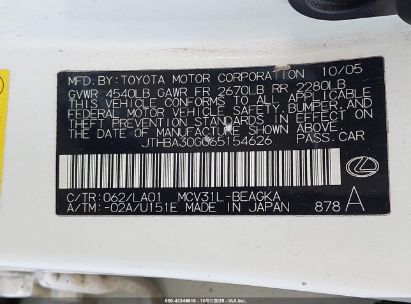 MFD. BY: TOYOTA MOTOR CORPORATION 10/05
GVWR 4540LB GAWR FR 2670LB RR 2280LB
THIS VEHICLE CONFORMS TO ALL APPLICABLE
FEDERAL MOTOR VEHICLE SAFETY, BUMPER, AND
THEFT PREVENTION STANDARDS IN EFFECT ON
THE DATE OF MANUFACTURE SHOWN ABOVE.
JTHBA30G665154626 PASS.CAR
C/TR: 062/LA01 MCV31L-BEAGKA
A/TM: -02A/U151E MADE IN JAPAN 878 A